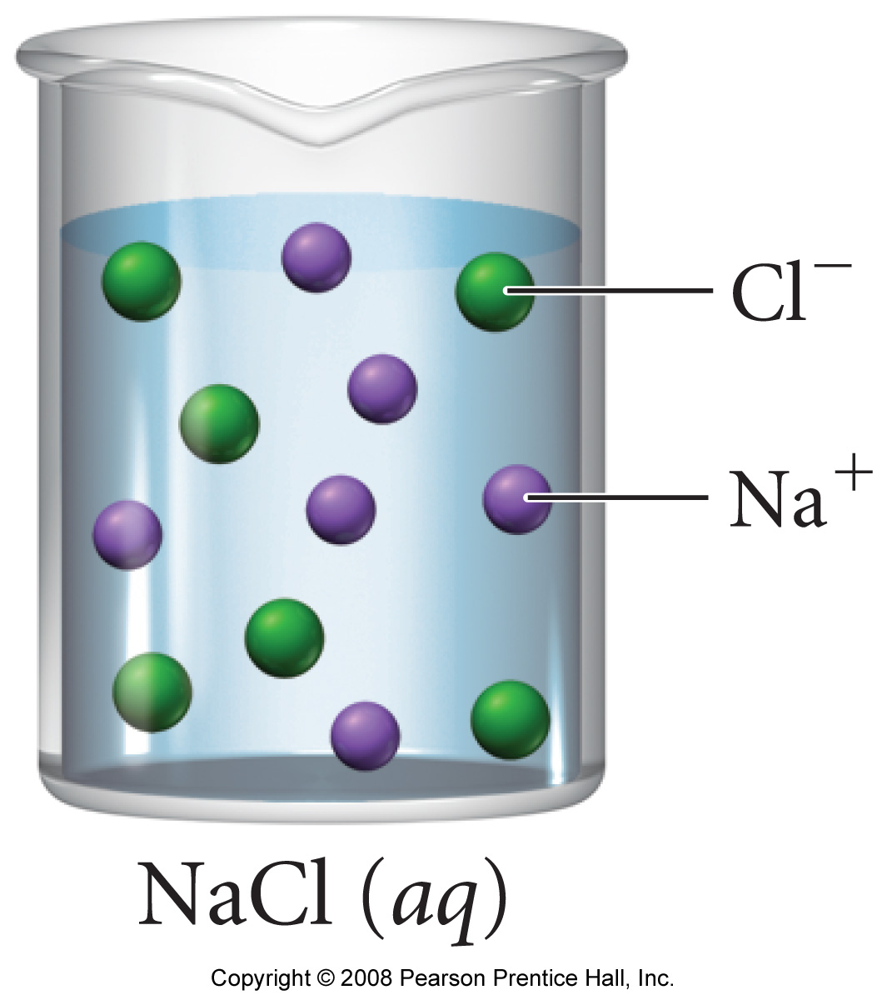 Cl⁻
Na⁺
NaCl (aq)
Copyright © 2008 Pearson Prentice Hall, Inc.